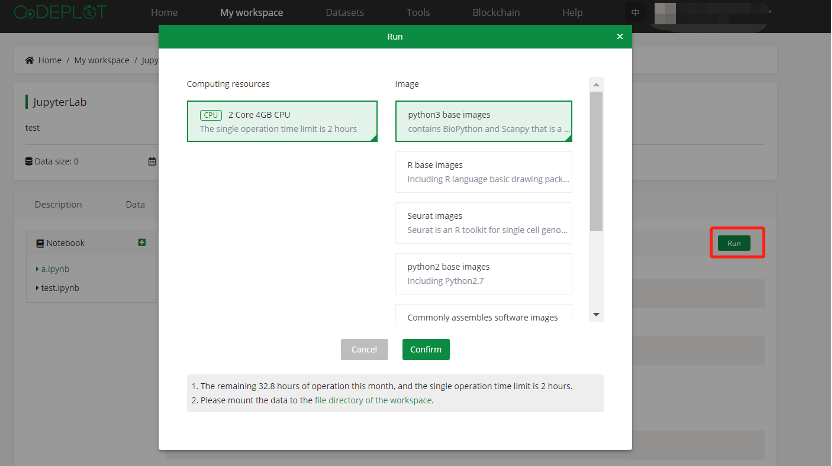 CODEPLOT
Home My workspace Datasets Tools Blockchain Help 中
Run ×
Home / My workspace / Jupy
JupyterLab
test
Data size: 0
Description Data
Notebook
a.ipynb
test.ipynb
Computing resources
CPU 2 Core 4GB CPU
The single operation time limit is 2 hours
Image
python3 base images
contains BioPython and Scanpy that is a ...
R base images
Including R language basic drawing pack...
Seurat images
Seurat is an R toolkit for single cell geno...
python2 base images
Including Python2.7
Commonly assembles software images
Run
Cancel Confirm
1. The remaining 32.8 hours of operation this month, and the single operation time limit is 2 hours.
2. Please mount the data to the file directory of the workspace.